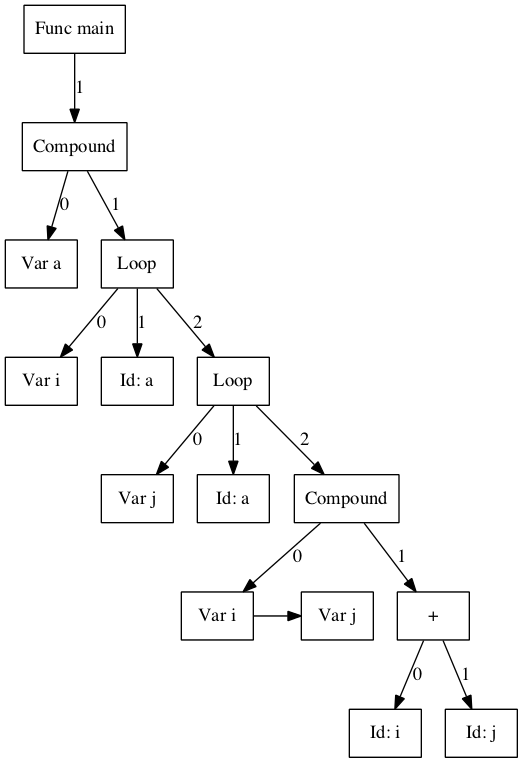 Func main
1
Compound
0 1
Var a Loop
0 1 2
Var i Id: a Loop
0 1 2
Var j Id: a Compound
0 1
Var i Var j +
0 1
Id: i Id: j